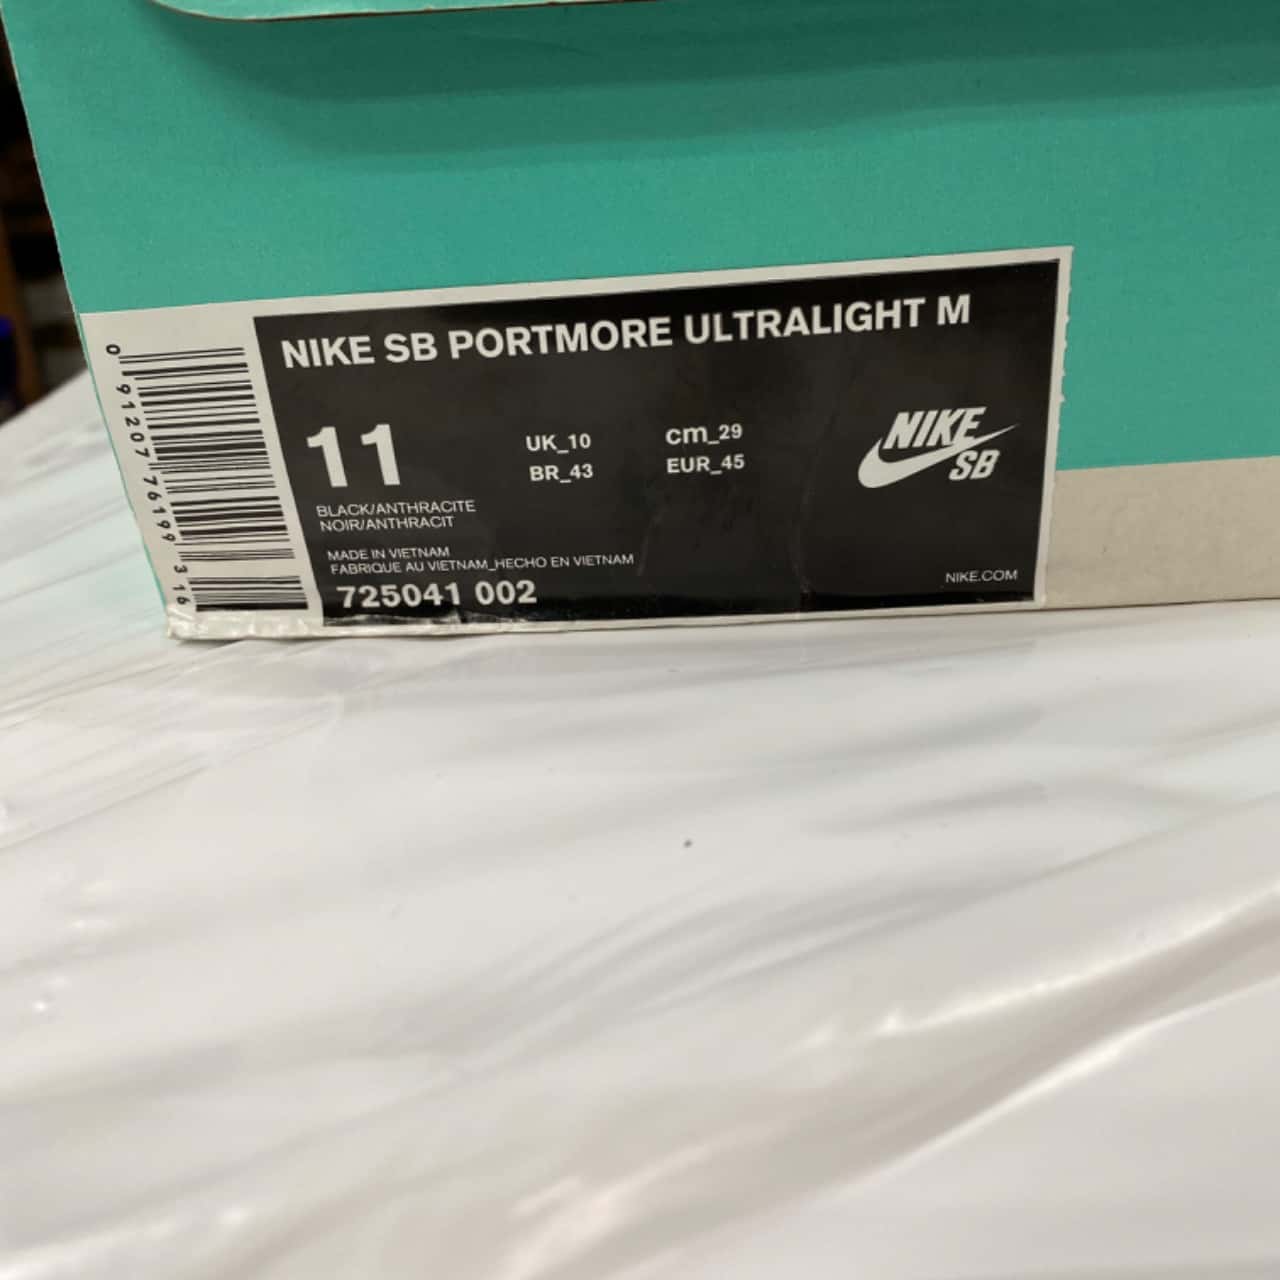 NIKE SB PORTMORE ULTRALIGHT M
11
UK_10
BR_43
cm_29
EUR_45
NIKE
SB
BLACK/ANTHRACITE
NOIR/ANTHRACIT
MADE IN VIETNAM
FABRIQUE AU VIETNAM_HECHO EN VIETNAM
725041 002
NIKE.COM
0 91207 76199 316